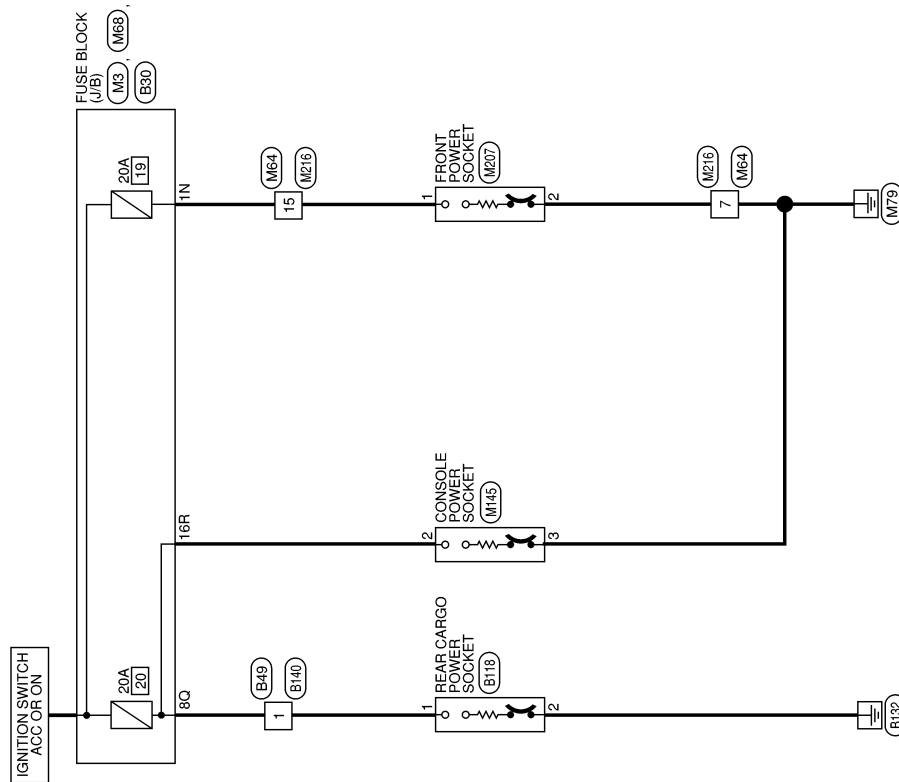 IGNITION SWITCH
ACC OR ON
FUSE BLOCK
(J/B)
M3 , M68 ,
B30
20A
20
20A
19
8Q
16R
1N
B49
1
B140
M64
15
M216
REAR CARGO
POWER
SOCKET
B118
1
2
CONSOLE
POWER
SOCKET
M145
2
3
FRONT
POWER
SOCKET
M207
1
2
M216
7
M64
B132
M79